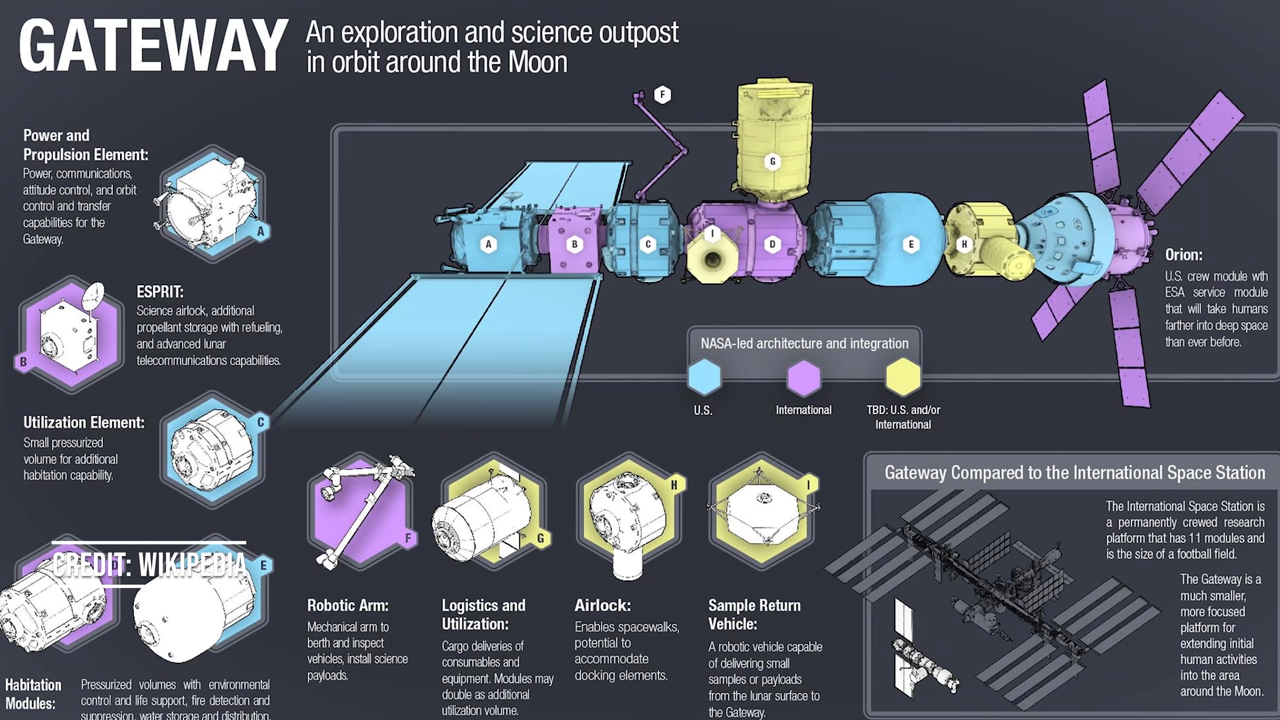 GATEWAY
An exploration and science outpost
in orbit around the Moon
Power and
Propulsion Element:
Power, communications,
attitude control, and orbit
control and transfer
capabilities for the
Gateway.
A
ESPRIT:
Science airlock, additional
propellant storage with refueling,
and advanced lunar
telecommunications capabilities.
B
Utilization Element:
Small pressurized
volume for additional
habitation capability.
C
CREDIT: WIKIPEDIA
E
Habitation
Modules:
Pressurized volumes with environmental
control and life support, fire detection and
suppression, water storage and distribution,
F
G
A
B
C
I
D
E
H
Orion:
U.S. crew module wth
ESA service module
that will take humans
farther into deep space
than ever before.
NASA-led architecture and integration
U.S.
International
TBD: U.S. and/or
International
F
Robotic Arm:
Mechanical arm to
berth and inspect
vehicles, install science
payloads.
G
Logistics and
Utilization:
Cargo deliveries of
consumables and
equipment. Modules may
double as additional
utilization volume.
H
Airlock:
Enables spacewalks,
potential to
accommodate
docking elements.
I
Sample Return
Vehicle:
A robotic vehicle capable
of delivering small
samples or payloads
from the lunar surface to
the Gateway.
Gateway Compared to the International Space Station
The International Space Station is
a permanently crewed research
platform that has 11 modules and
is the size of a football field.
The Gateway is a
much smaller,
more focused
platform for
extending initial
human activities
into the area
around the Moon.